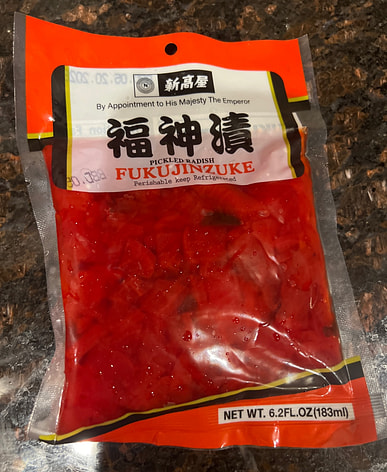 新高屋
By Appointment to His Majesty The Emperor
福神漬
PICKLED RADISH
FUKUJINZUKE
Perishable keep Refrigerated
NET WT. 6.2FL.OZ(183ml)